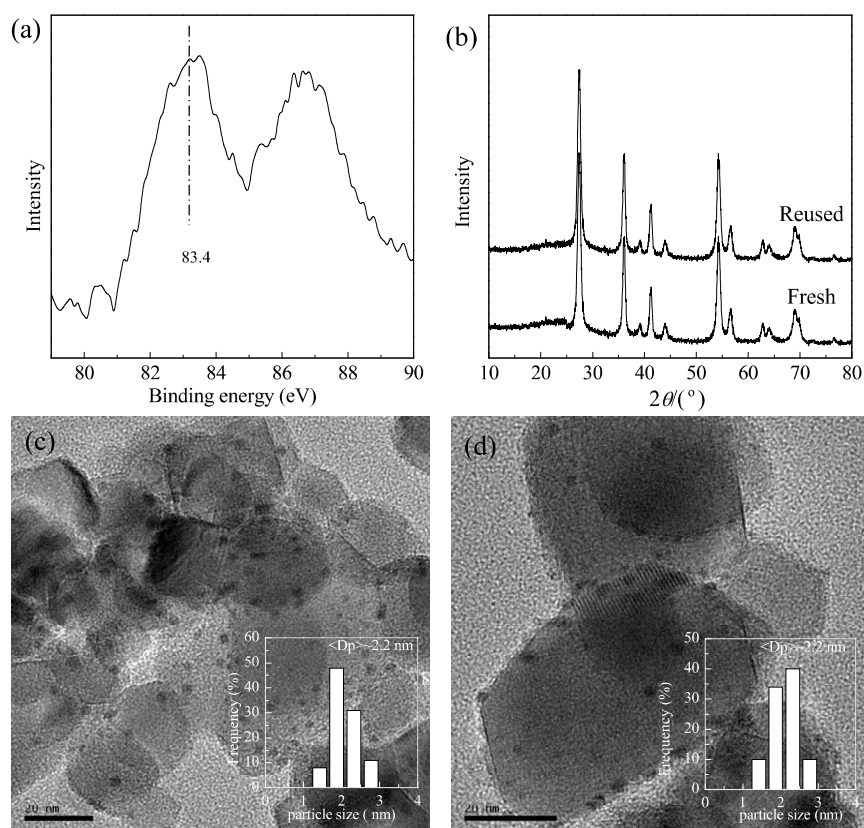 (a)
Intensity
83.4
80 82 84 86 88 90
Binding energy (eV)
(b)
Intensity
Reused
Fresh
10 20 30 40 50 60 70 80
2θ/(°)
(c)
<Dp>~2.2 nm
Frequency (%)
60
50
40
30
20
10
0
0 1 2 3 4
particle size ( nm)
20 nm
(d)
<Dp>~2.2 nm
Frequency (%)
50
40
30
20
10
0
0 1 2 3 4
particle size (nm)
20 nm